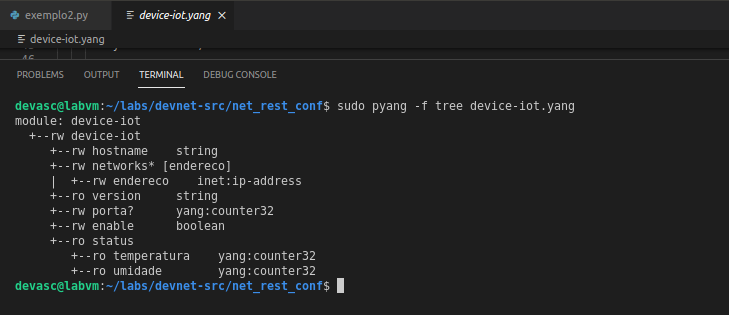 exemplo2.py
device-iot.yang
device-iot.yang
46
PROBLEMS OUTPUT TERMINAL DEBUG CONSOLE
devasc@labvm:~/labs/devnet-src/net_rest_conf$ sudo pyang -f tree device-iot.yang
module: device-iot
  +--rw device-iot
     +--rw hostname    string
     +--rw networks* [endereco]
     |  +--rw endereco    inet:ip-address
     +--ro version     string
     +--rw porta?      yang:counter32
     +--rw enable      boolean
     +--ro status
        +--ro temperatura    yang:counter32
        +--ro umidade        yang:counter32
devasc@labvm:~/labs/devnet-src/net_rest_conf$